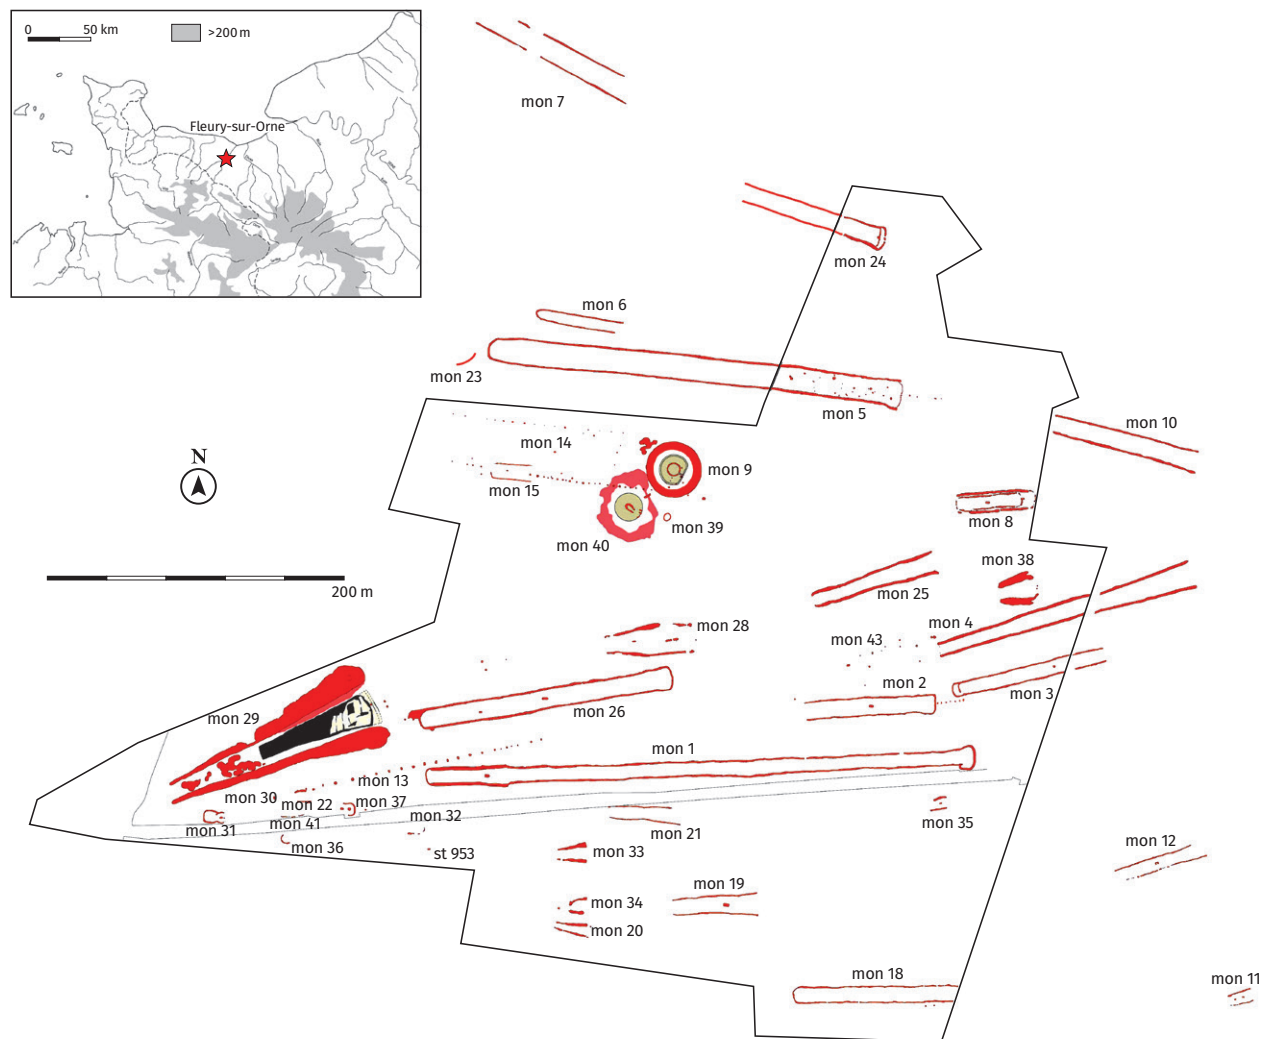 0 50 km
>200 m
Fleury-sur-Orne
mon 7
mon 24
mon 6
mon 23
mon 5
mon 10
mon 14
N
mon 9
mon 15
mon 8
mon 39
mon 40
mon 38
200 m
mon 25
mon 4
mon 28
mon 43
mon 2
mon 3
mon 29
mon 26
mon 1
mon 13
mon 30
mon 22
mon 37
mon 32
mon 31
mon 41
mon 35
mon 21
mon 12
mon 36
st 953
mon 33
mon 19
mon 34
mon 20
mon 18
mon 11